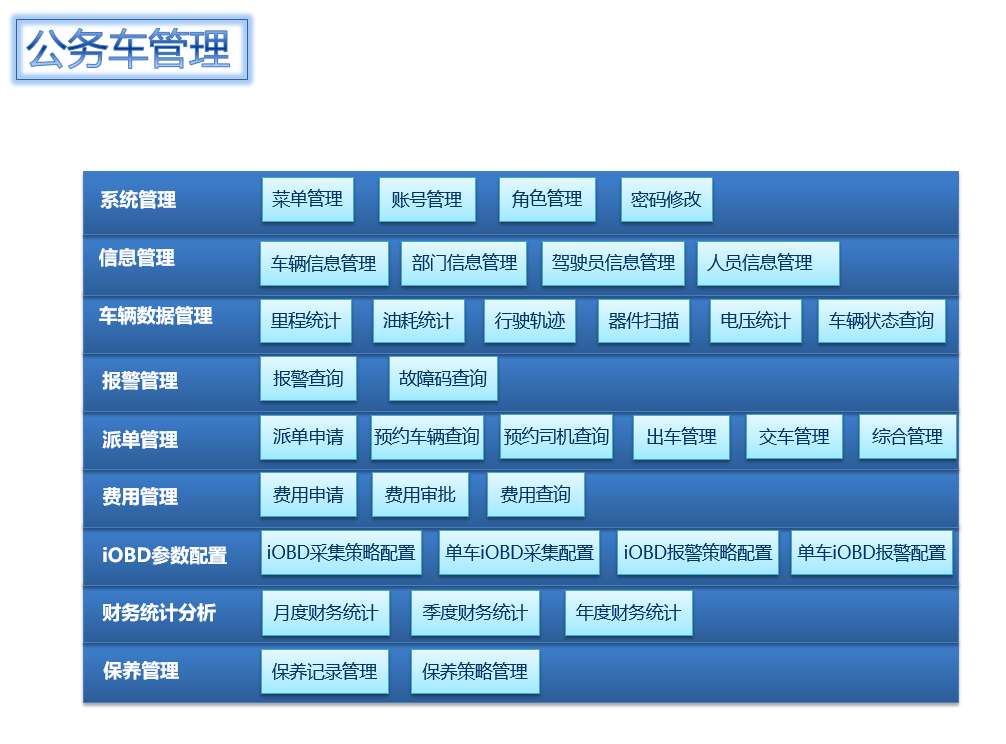 公务车管理
系统管理 菜单管理 账号管理 角色管理 密码修改
信息管理 车辆信息管理 部门信息管理 驾驶员信息管理 人员信息管理
车辆数据管理 里程统计 油耗统计 行驶轨迹 器件扫描 电压统计 车辆状态查询
报警管理 报警查询 故障码查询
派单管理 派单申请 预约车辆查询 预约司机查询 出车管理 交车管理 综合管理
费用管理 费用申请 费用审批 费用查询
iOBD参数配置 iOBD采集策略配置 单车iOBD采集配置 iOBD报警策略配置 单车iOBD报警配置
财务统计分析 月度财务统计 季度财务统计 年度财务统计
保养管理 保养记录管理 保养策略管理